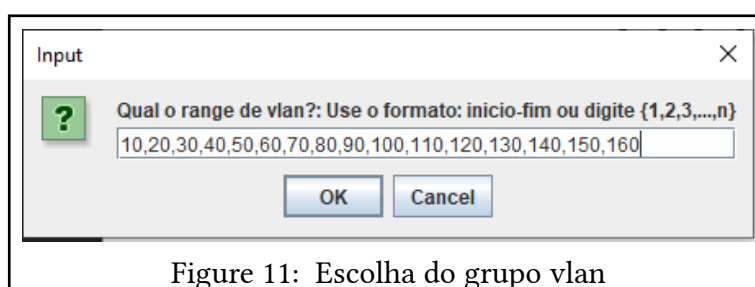 Input
Qual o range de vlan?: Use o formato: inicio-fim ou digite {1,2,3,...,n}
10,20,30,40,50,60,70,80,90,100,110,120,130,140,150,160
OK Cancel
Figure 11: Escolha do grupo vlan